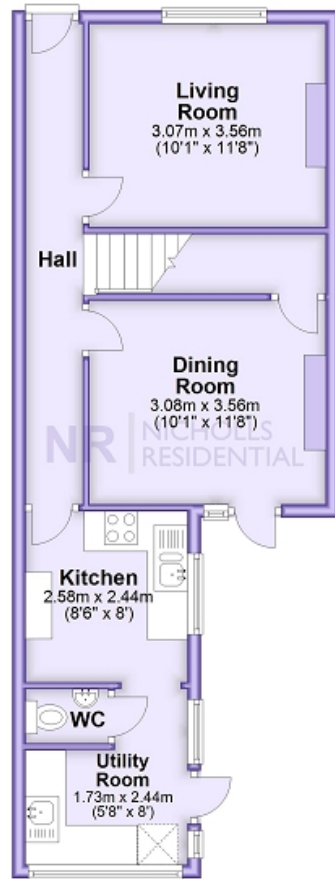 Living
Room
3.07m x 3.56m
(10'1" x 11'8")
Hall
Dining
Room
3.08m x 3.56m
(10'1" x 11'8")
NR NICHOLLS
RESIDENTIAL
Kitchen
2.58m x 2.44m
(8'6" x 8')
WC
Utility
Room
1.73m x 2.44m
(5'8" x 8')